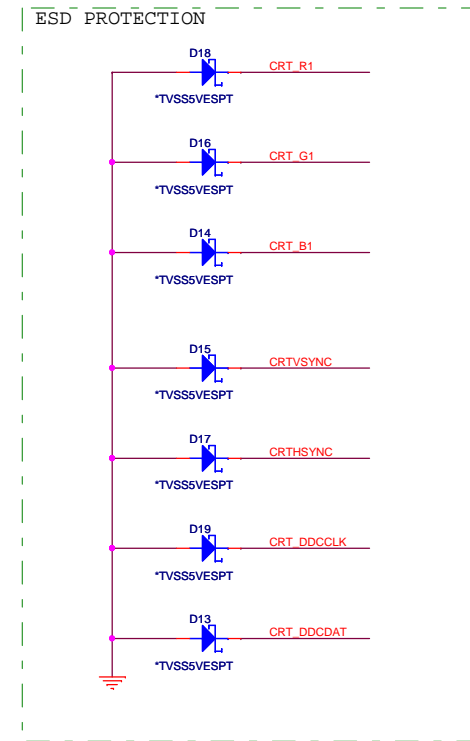 ESD PROTECTION
D18
CRT_R1
*TVSS5VESPT
D16
CRT_G1
*TVSS5VESPT
D14
CRT_B1
*TVSS5VESPT
D15
CRTVSYNC
*TVSS5VESPT
D17
CRTHSYNC
*TVSS5VESPT
D19
CRT_DDCCLK
*TVSS5VESPT
D13
CRT_DDCDAT
*TVSS5VESPT